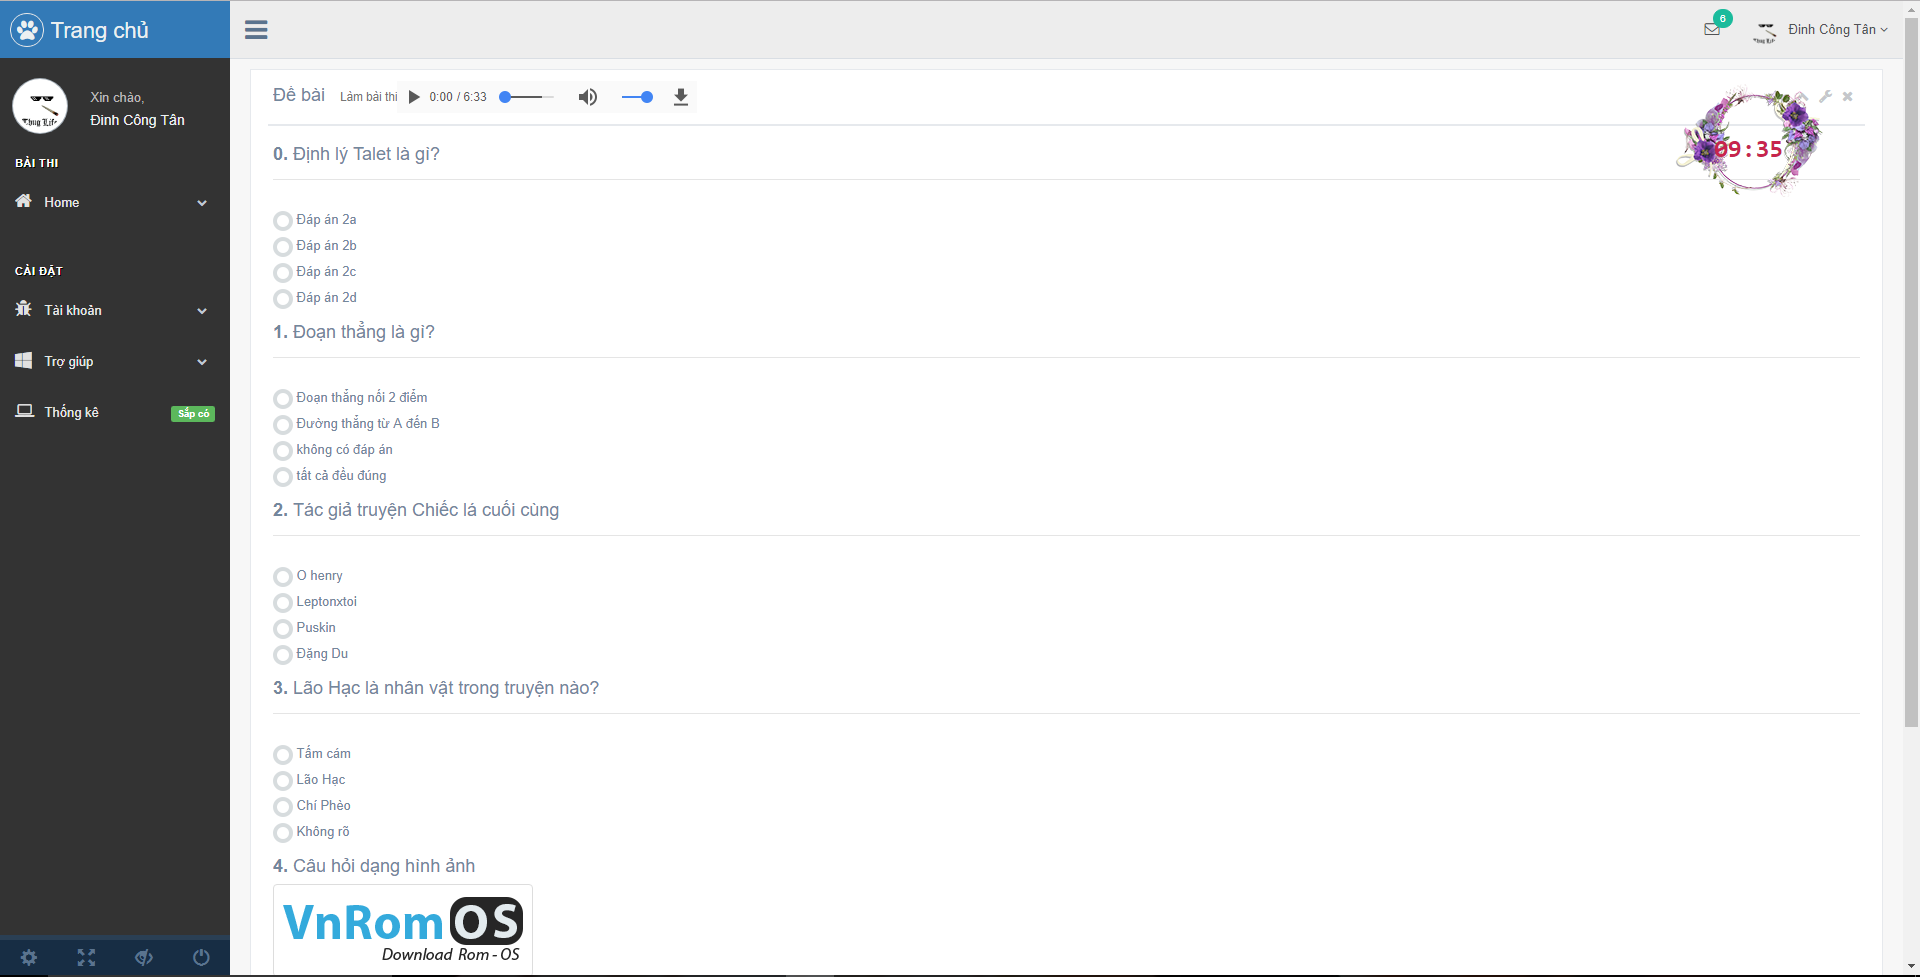 Trang chủ
6
Đinh Công Tân
Thug Life
Xin chào,
Đinh Công Tân
BÀI THI
Home
CÀI ĐẶT
Tài khoản
Trợ giúp
Thống kê
Sắp có
Đề bài
Làm bài thi
0:00 / 6:33
09:35
0. Định lý Talet là gì?
Đáp án 2a
Đáp án 2b
Đáp án 2c
Đáp án 2d
1. Đoạn thẳng là gì?
Đoạn thẳng nối 2 điểm
Đường thẳng từ A đến B
không có đáp án
tất cả đều đúng
2. Tác giả truyện Chiếc lá cuối cùng
O henry
Leptonxtoi
Puskin
Đặng Du
3. Lão Hạc là nhân vật trong truyện nào?
Tấm cám
Lão Hạc
Chí Phèo
Không rõ
4. Câu hỏi dạng hình ảnh
VnRom OS
Download Rom - OS